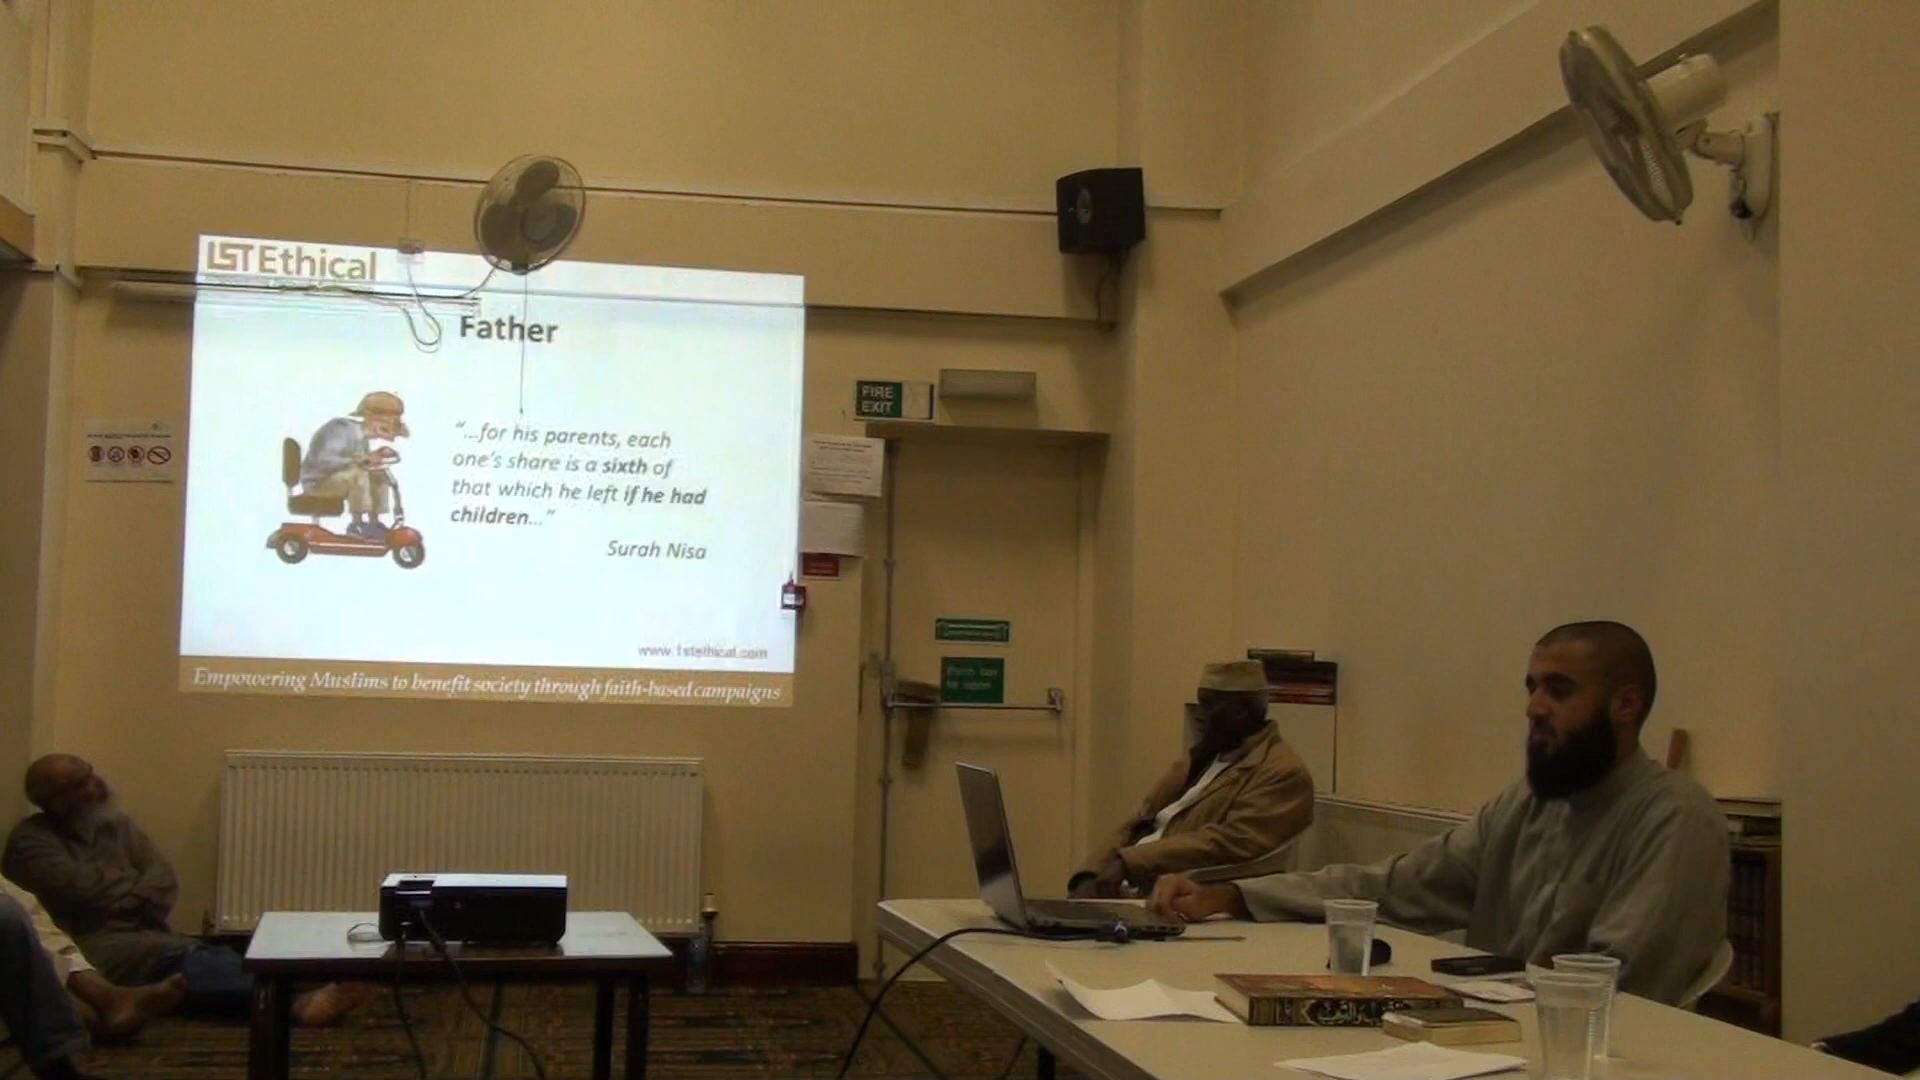 1ST Ethical
Father
"...for his parents, each
one's share is a sixth of
that which he left if he had
children..."
Surah Nisa
www.1stethical.com
Empowering Muslims to benefit society through faith-based campaigns
FIRE
EXIT
Push bar
to open